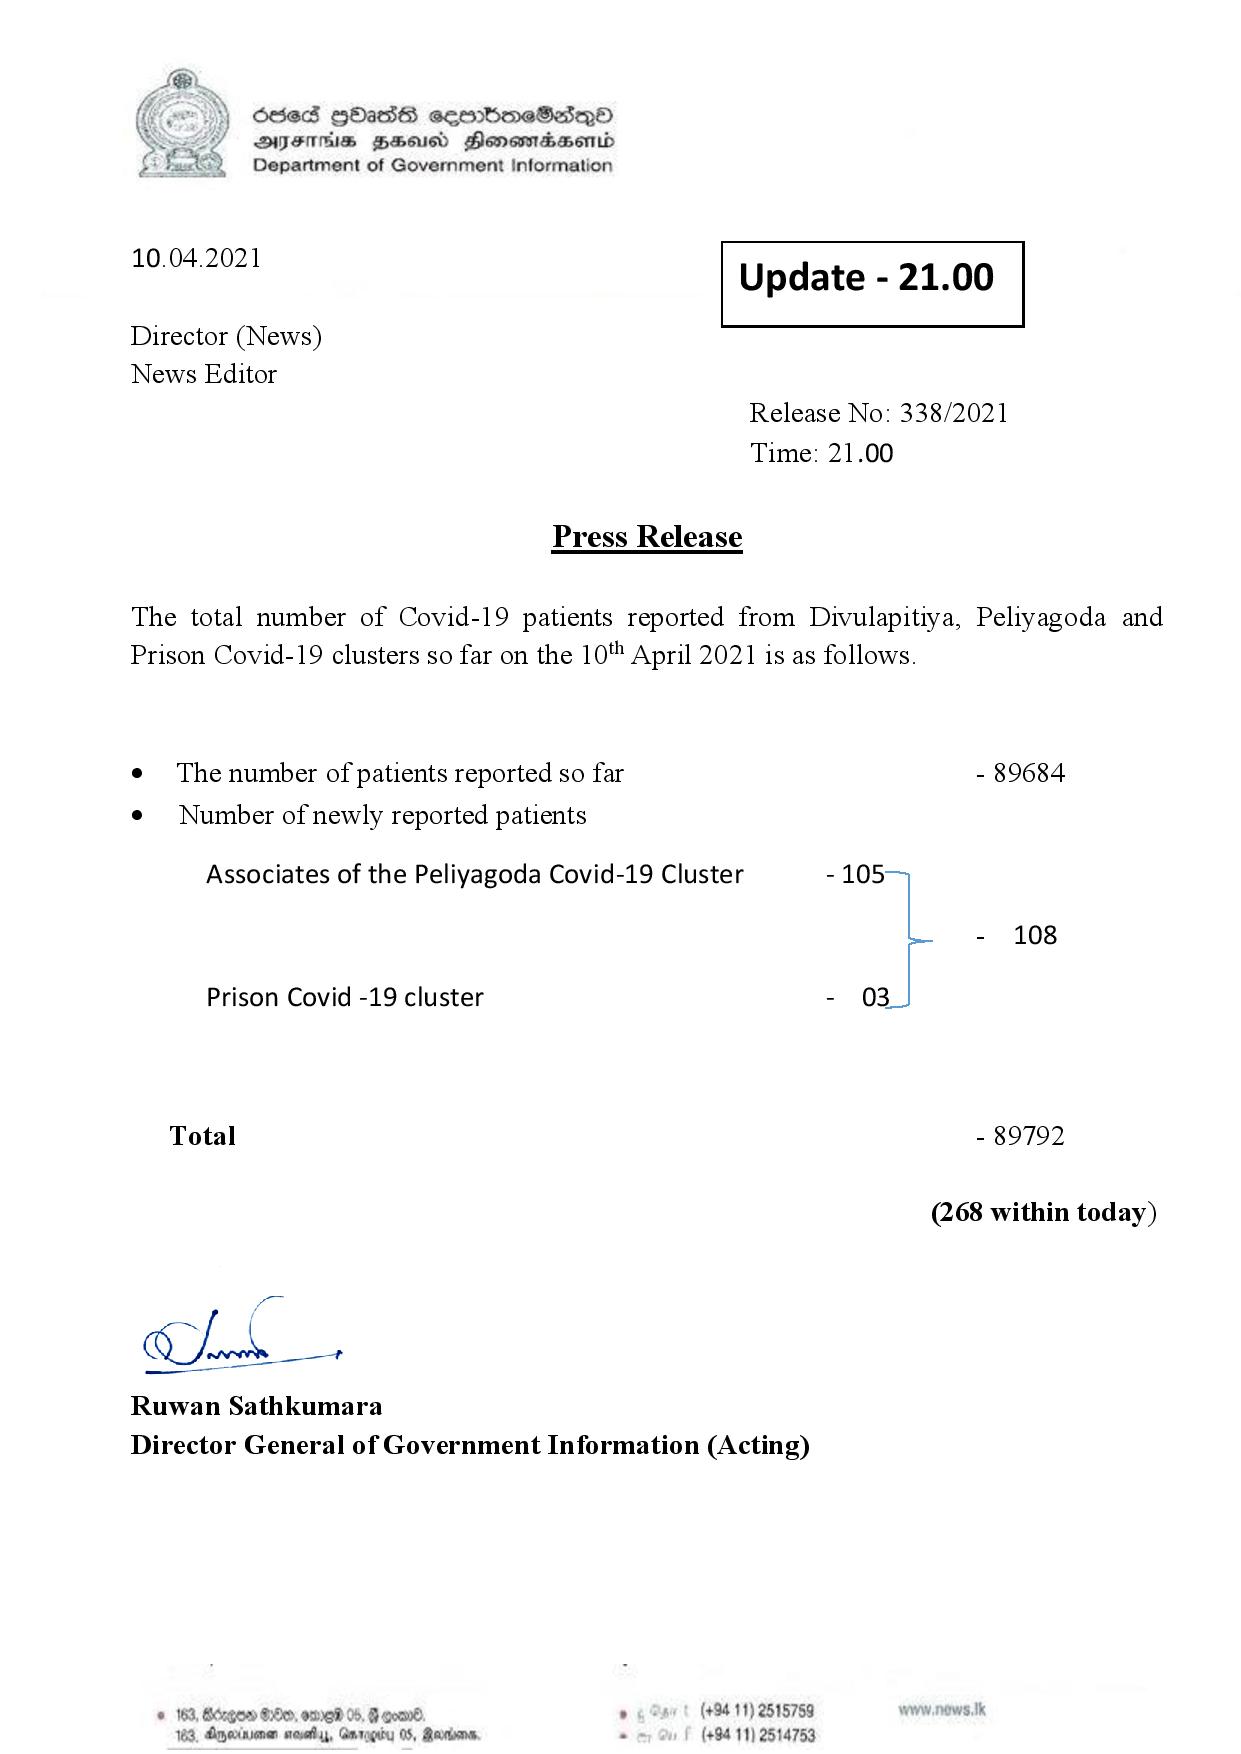 රජයේ ප්‍රවෘත්ති දෙපාර්තමේන්තුව
அரசாங்க தகவல் திணைக்களம்
Department of Government Information
10.04.2021
Update - 21.00
Director (News)
News Editor
Release No: 338/2021
Time: 21.00
Press Release
The total number of Covid-19 patients reported from Divulapitiya, Peliyagoda and
Prison Covid-19 clusters so far on the 10th April 2021 is as follows.
• The number of patients reported so far - 89684
• Number of newly reported patients
Associates of the Peliyagoda Covid-19 Cluster - 105
- 108
Prison Covid -19 cluster - 03
Total - 89792
(268 within today)
Ruwan Sathkumara
Director General of Government Information (Acting)
163, කිරුලපන මාවත, කොළඹ 05, ශ්‍රී ලංකාව. (+94 11) 2515759 www.news.lk
163, கிருலப்பனை எவனியூ, கொழும்பு 05, இலங்கை. (+94 11) 2514753